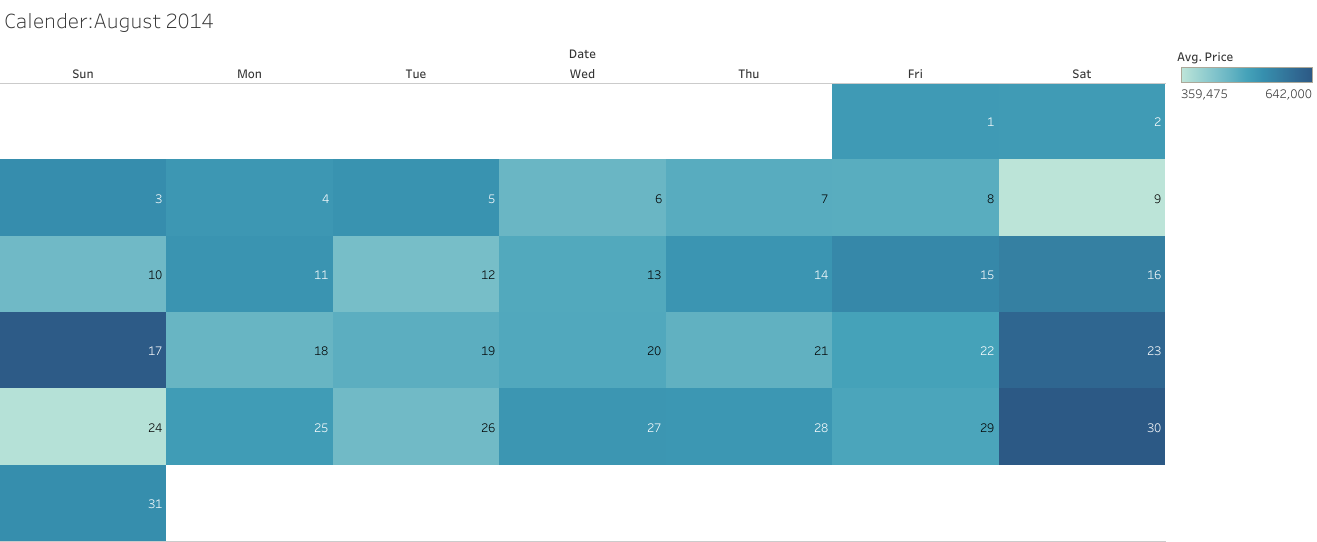 Calender:August 2014
Date
Sun Mon Tue Wed Thu Fri Sat
Avg. Price
359,475 642,000
1 2
3 4 5 6 7 8 9
10 11 12 13 14 15 16
17 18 19 20 21 22 23
24 25 26 27 28 29 30
31